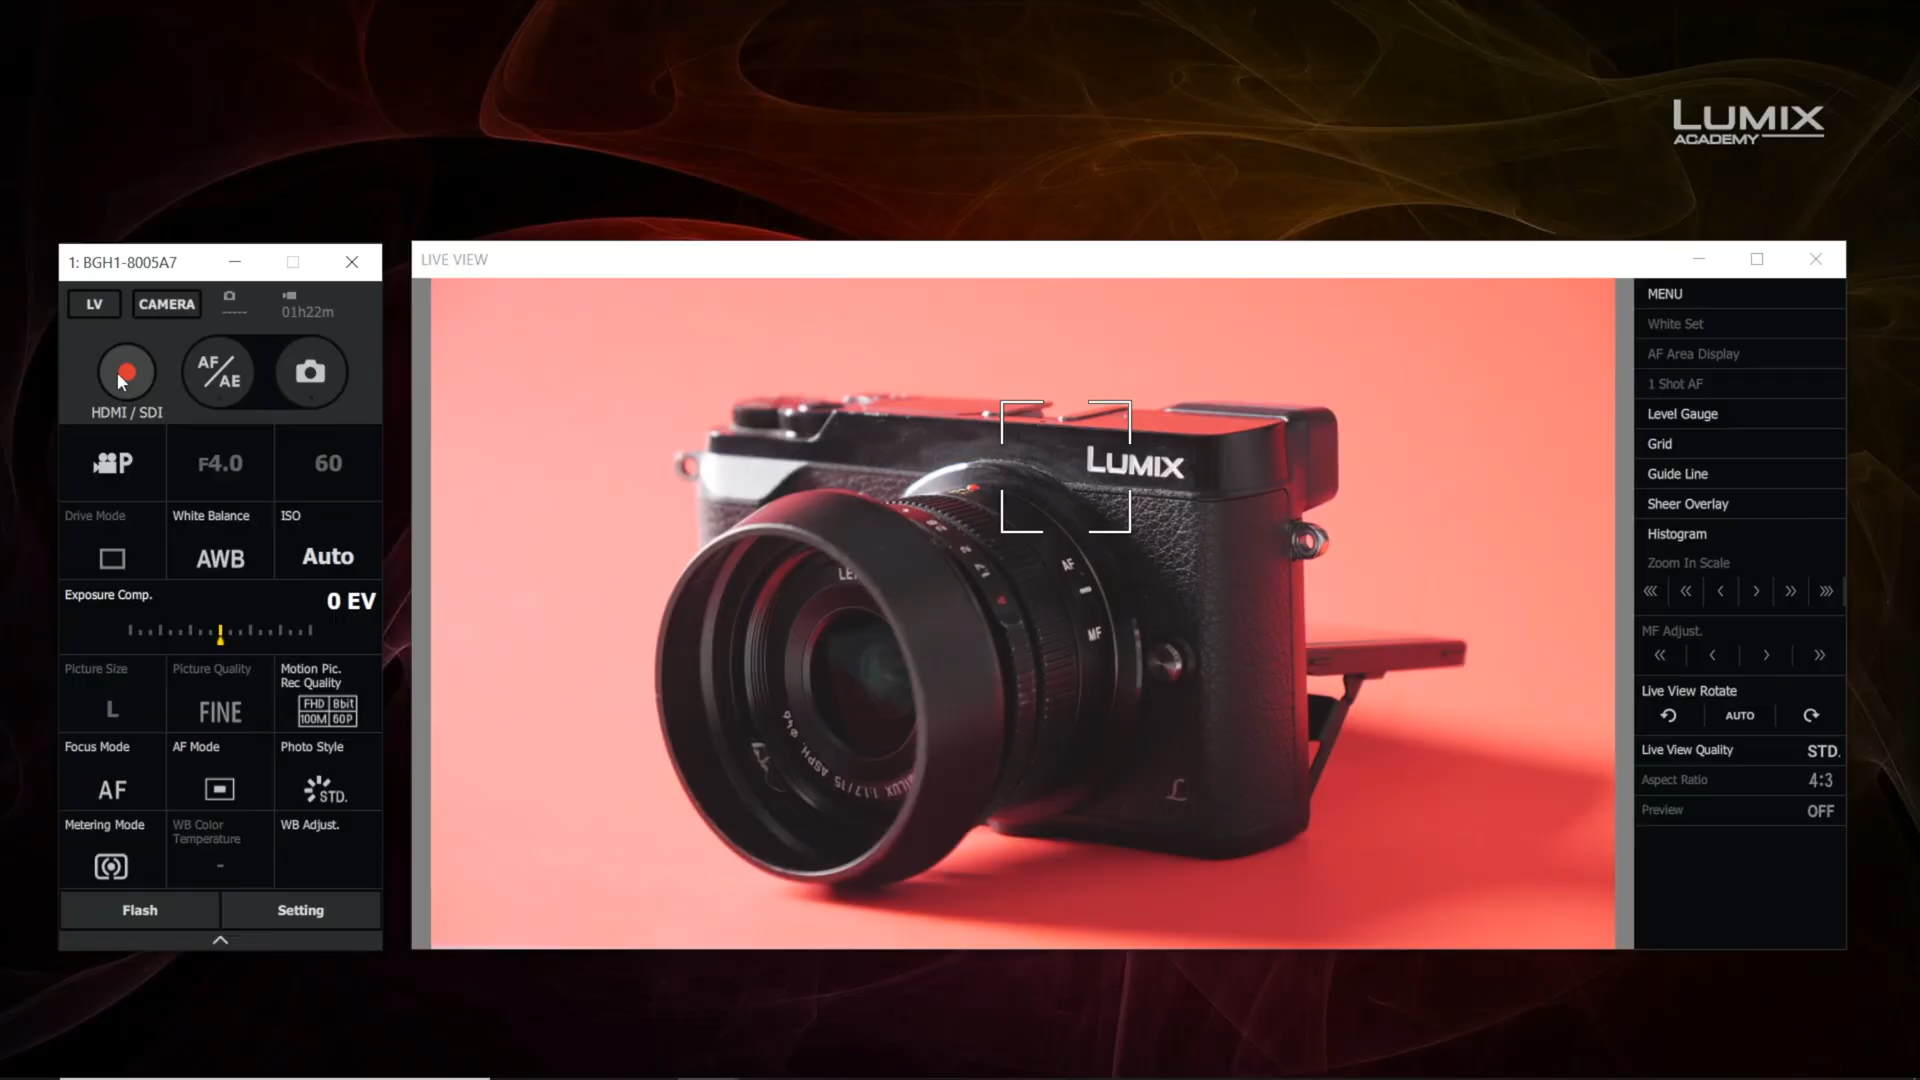 LUMIX
ACADEMY
1: BGH1-8005A7
LV
CAMERA
-----
01h22m
AF/AE
HDMI / SDI
P
F4.0
60
Drive Mode
White Balance
AWB
ISO
Auto
Exposure Comp.
0 EV
Picture Size
L
Picture Quality
FINE
Motion Pic.
Rec Quality
FHD 8bit
100M 60P
Focus Mode
AF
AF Mode
Photo Style
STD.
Metering Mode
WB Color
Temperature
-
WB Adjust.
Flash
Setting
LIVE VIEW
LUMIX
AF
MF
L
MENU
White Set
AF Area Display
1 Shot AF
Level Gauge
Grid
Guide Line
Sheer Overlay
Histogram
Zoom In Scale
MF Adjust.
Live View Rotate
AUTO
Live View Quality STD.
Aspect Ratio 4:3
Preview OFF